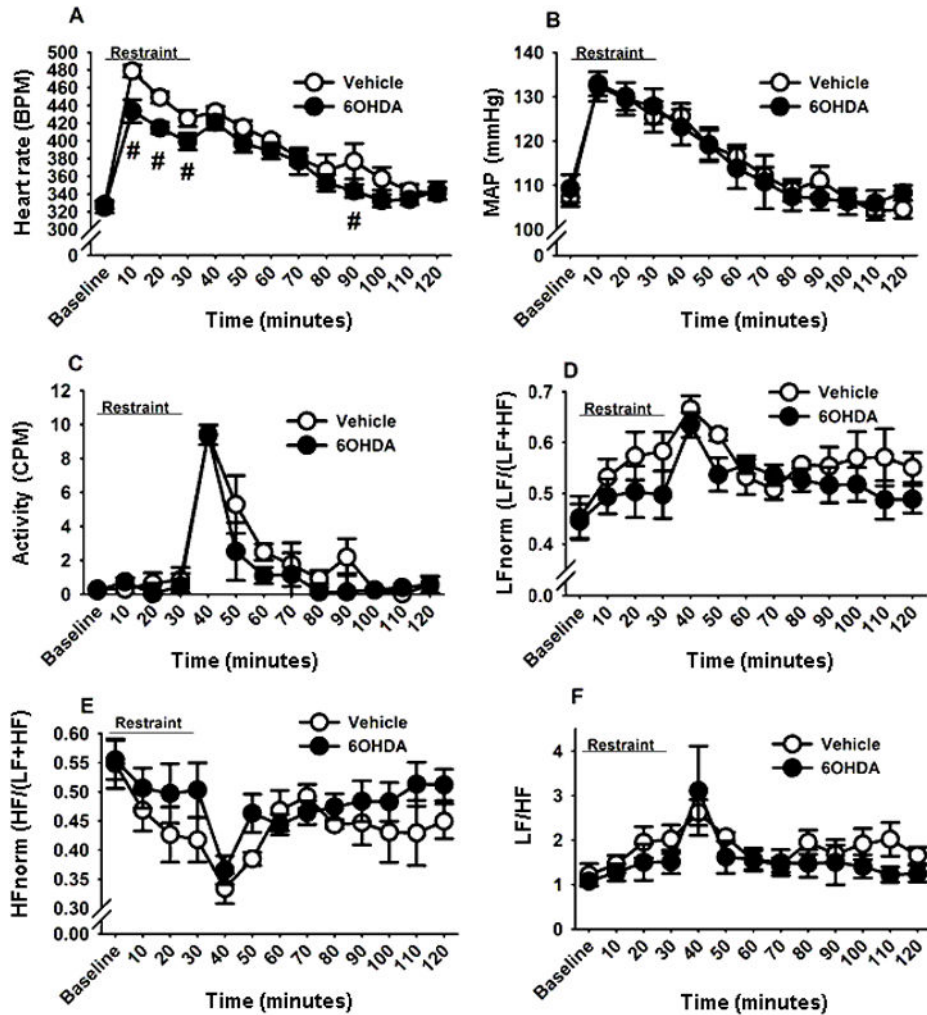 A
Restraint
Heart rate (BPM)
500
480
460
440
420
400
380
360
340
320
300
0
Vehicle
6OHDA
# # #
#
Baseline 10 20 30 40 50 60 70 80 90 100 110 120
Time (minutes)
B
Restraint
MAP (mmHg)
140
130
120
110
100
0
Vehicle
6OHDA
Baseline 10 20 30 40 50 60 70 80 90 100 110 120
Time (minutes)
C
Restraint
Activity (CPM)
12
10
8
6
4
2
0
Vehicle
6OHDA
Baseline 10 20 30 40 50 60 70 80 90 100 110 120
Time (minutes)
D
Restraint
LFnorm (LF/(LF+HF)
0.7
0.6
0.5
0.4
0.0
Vehicle
6OHDA
Baseline 10 20 30 40 50 60 70 80 90 100 110 120
Time (minutes)
E
Restraint
HFnorm (HF/(LF+HF)
0.60
0.55
0.50
0.45
0.40
0.35
0.30
0.00
Vehicle
6OHDA
Baseline 10 20 30 40 50 60 70 80 90 100 110 120
Time (minutes)
F
Restraint
LF/HF
4
3
2
1
0
Vehicle
6OHDA
Baseline 10 20 30 40 50 60 70 80 90 100 110 120
Time (minutes)